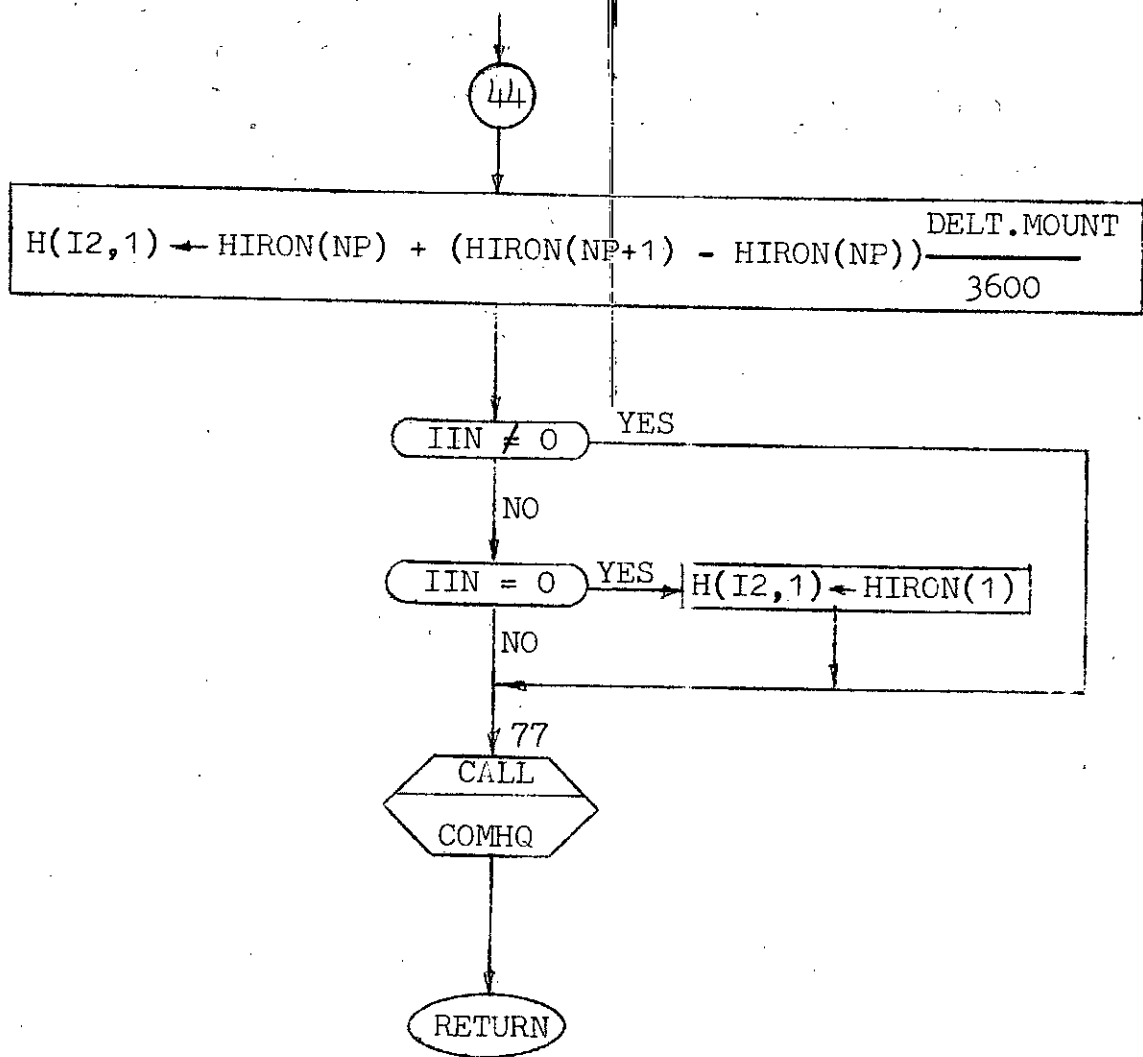 44
DELT.MOUNT
H(I2,1) ← HIRON(NP) + (HIRON(NP+1) - HIRON(NP))
3600
IIN ≠ 0 YES
NO
IIN = 0 YES H(I2,1) ← HIRON(1)
NO
77
CALL
COMHQ
RETURN